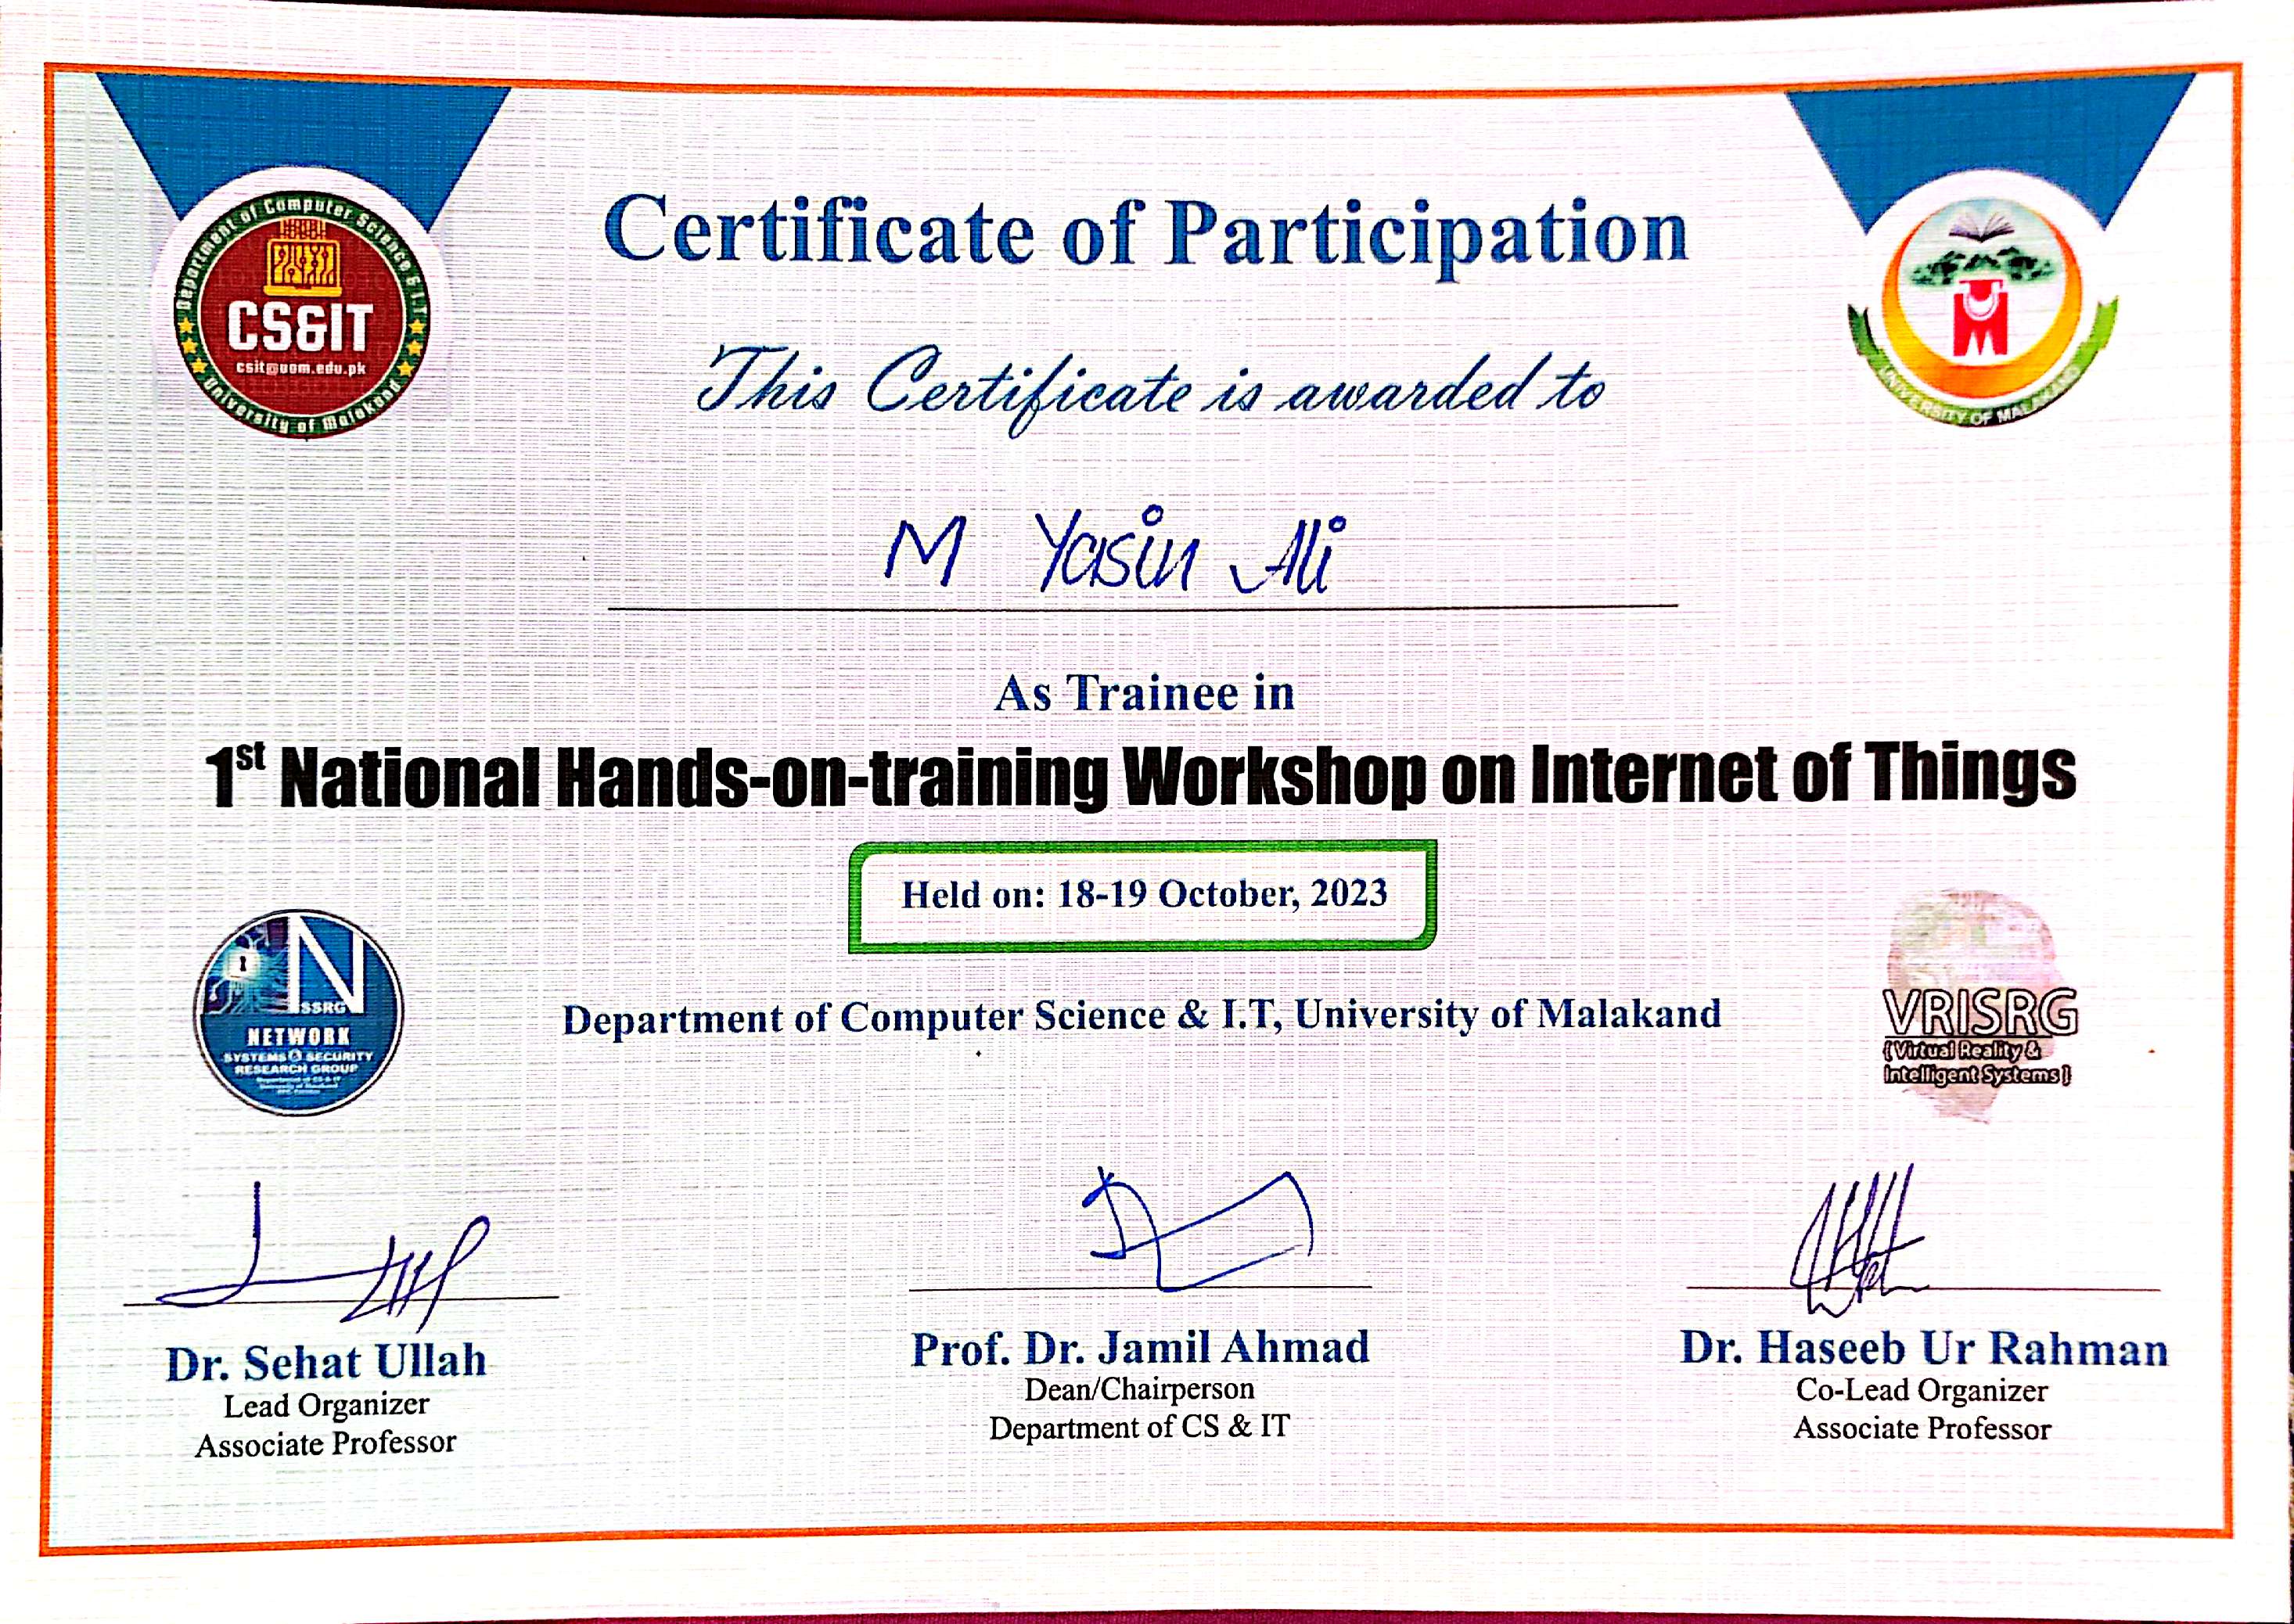 Department of Computer Science & I.T
CS&IT
csit@uom.edu.pk
University of Malakand
Certificate of Participation
UNIVERSITY OF MALAKAND
This Certificate is awarded to
M Yasin Ali
As Trainee in
1st National Hands-on-training Workshop on Internet of Things
Held on: 18-19 October, 2023
N
SSRG
NETWORK
SYSTEMS & SECURITY
RESEARCH GROUP
Department of Computer Science & I.T, University of Malakand
VRISRG
{Virtual Reality &
Intelligent Systems}
Dr. Sehat Ullah
Lead Organizer
Associate Professor
Prof. Dr. Jamil Ahmad
Dean/Chairperson
Department of CS & IT
Dr. Haseeb Ur Rahman
Co-Lead Organizer
Associate Professor